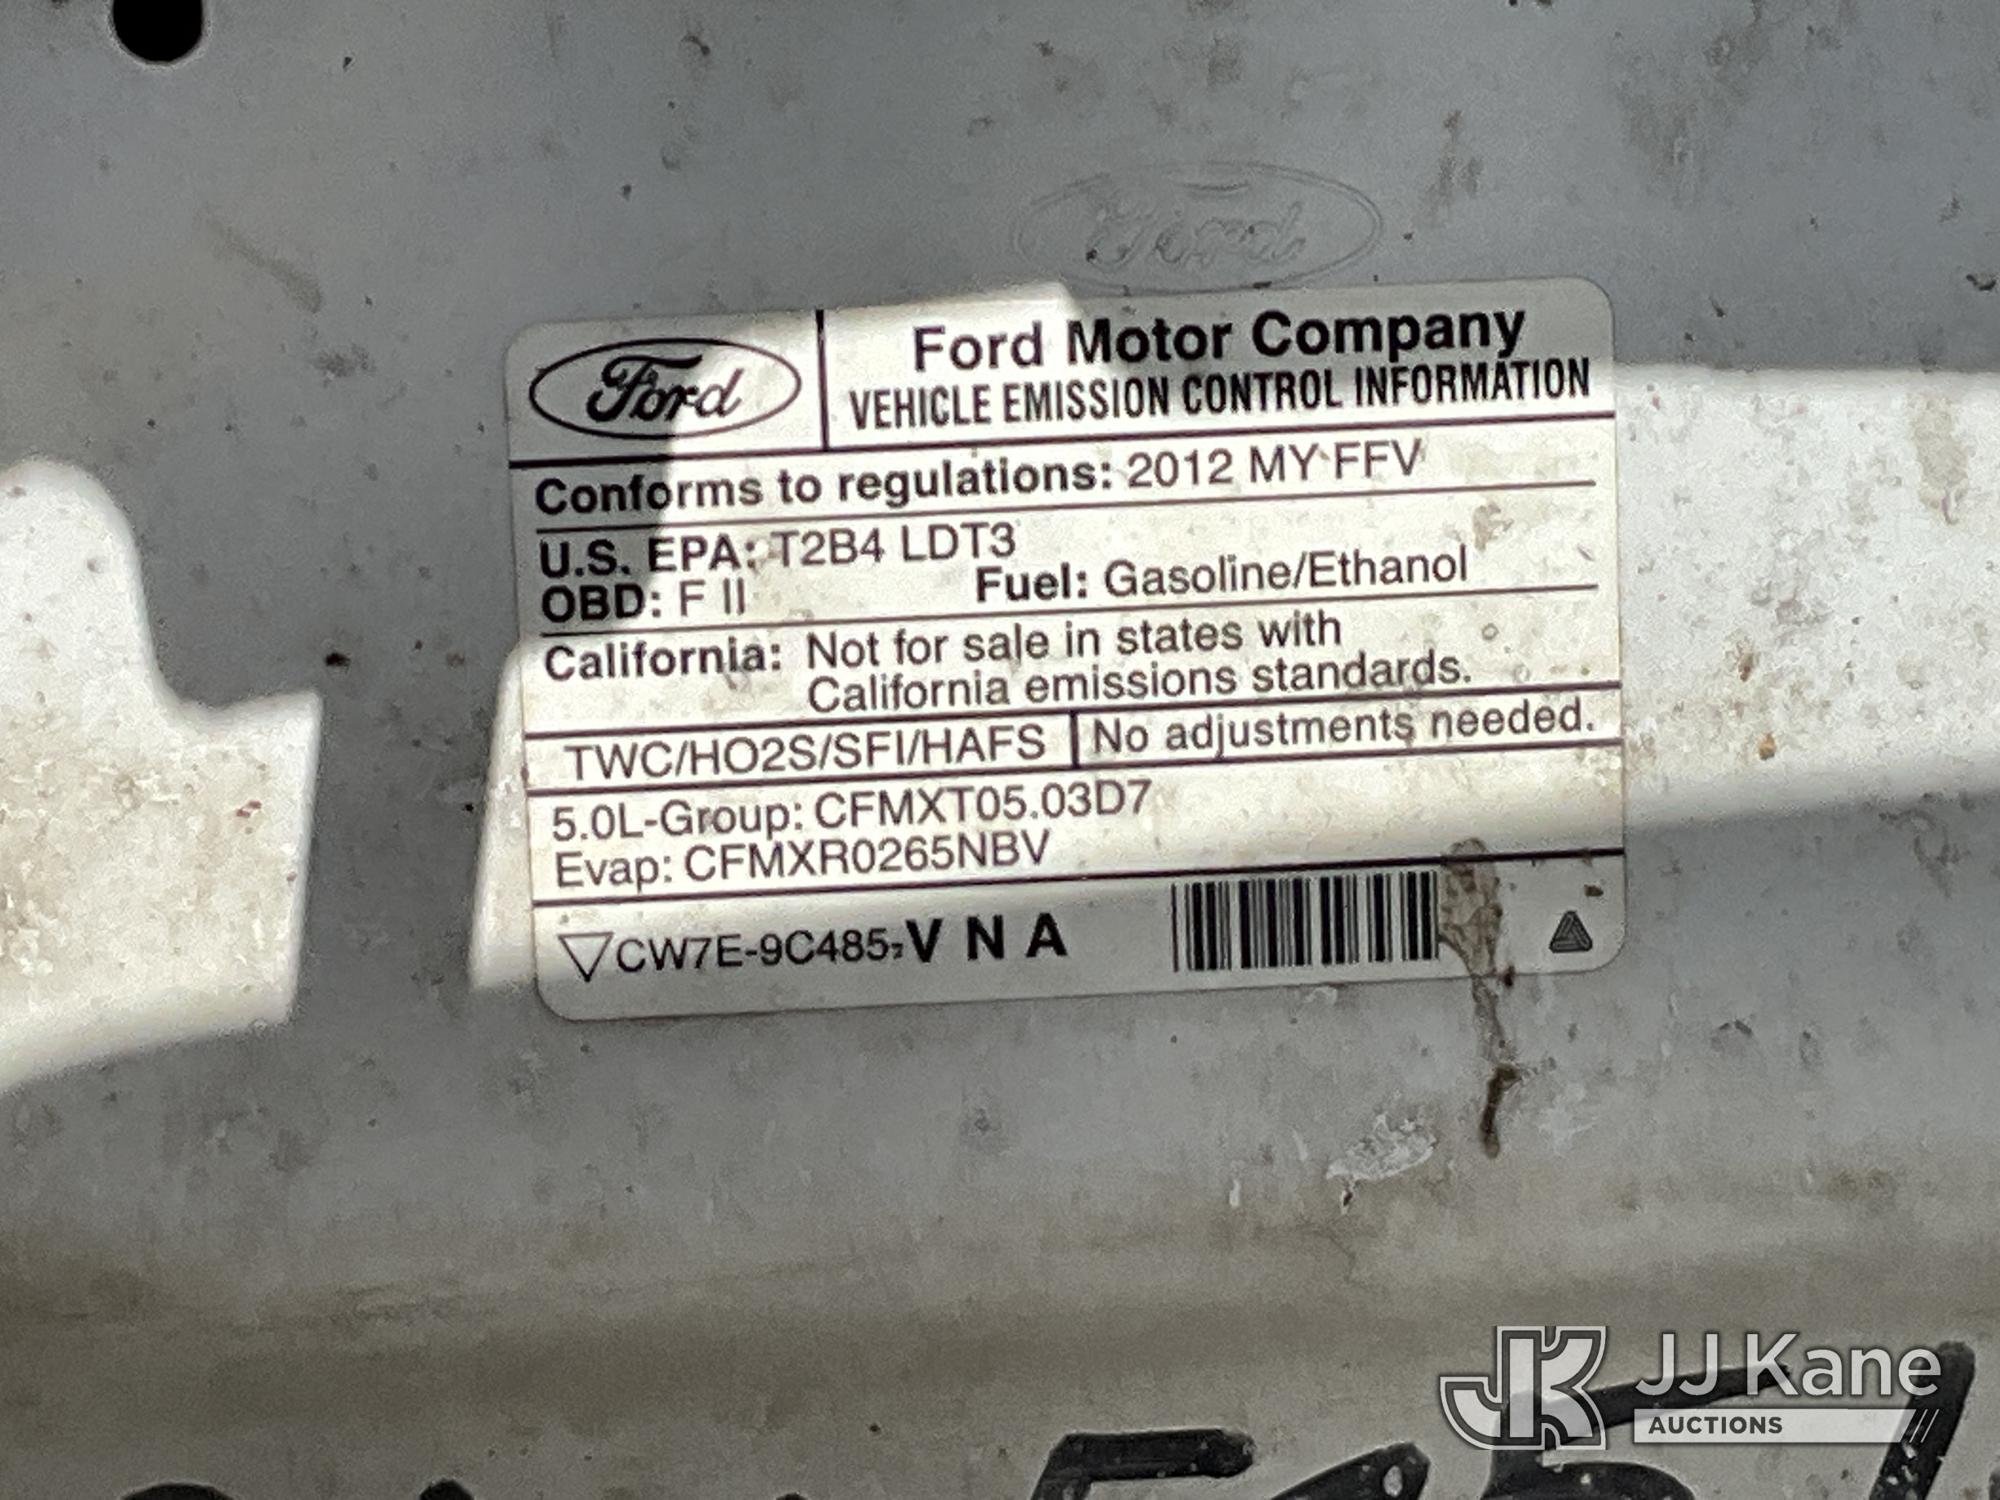 Ford
Ford
Ford Motor Company
VEHICLE EMISSION CONTROL INFORMATION
Conforms to regulations: 2012 MY FFV
U.S. EPA: T2B4 LDT3
OBD: F II Fuel: Gasoline/Ethanol
California: Not for sale in states with
California emissions standards.
TWC/HO2S/SFI/HAFS No adjustments needed.
5.0L-Group: CFMXT05.03D7
Evap: CFMXR0265NBV
CW7E-9C485-V N A
JK JJ Kane
AUCTIONS